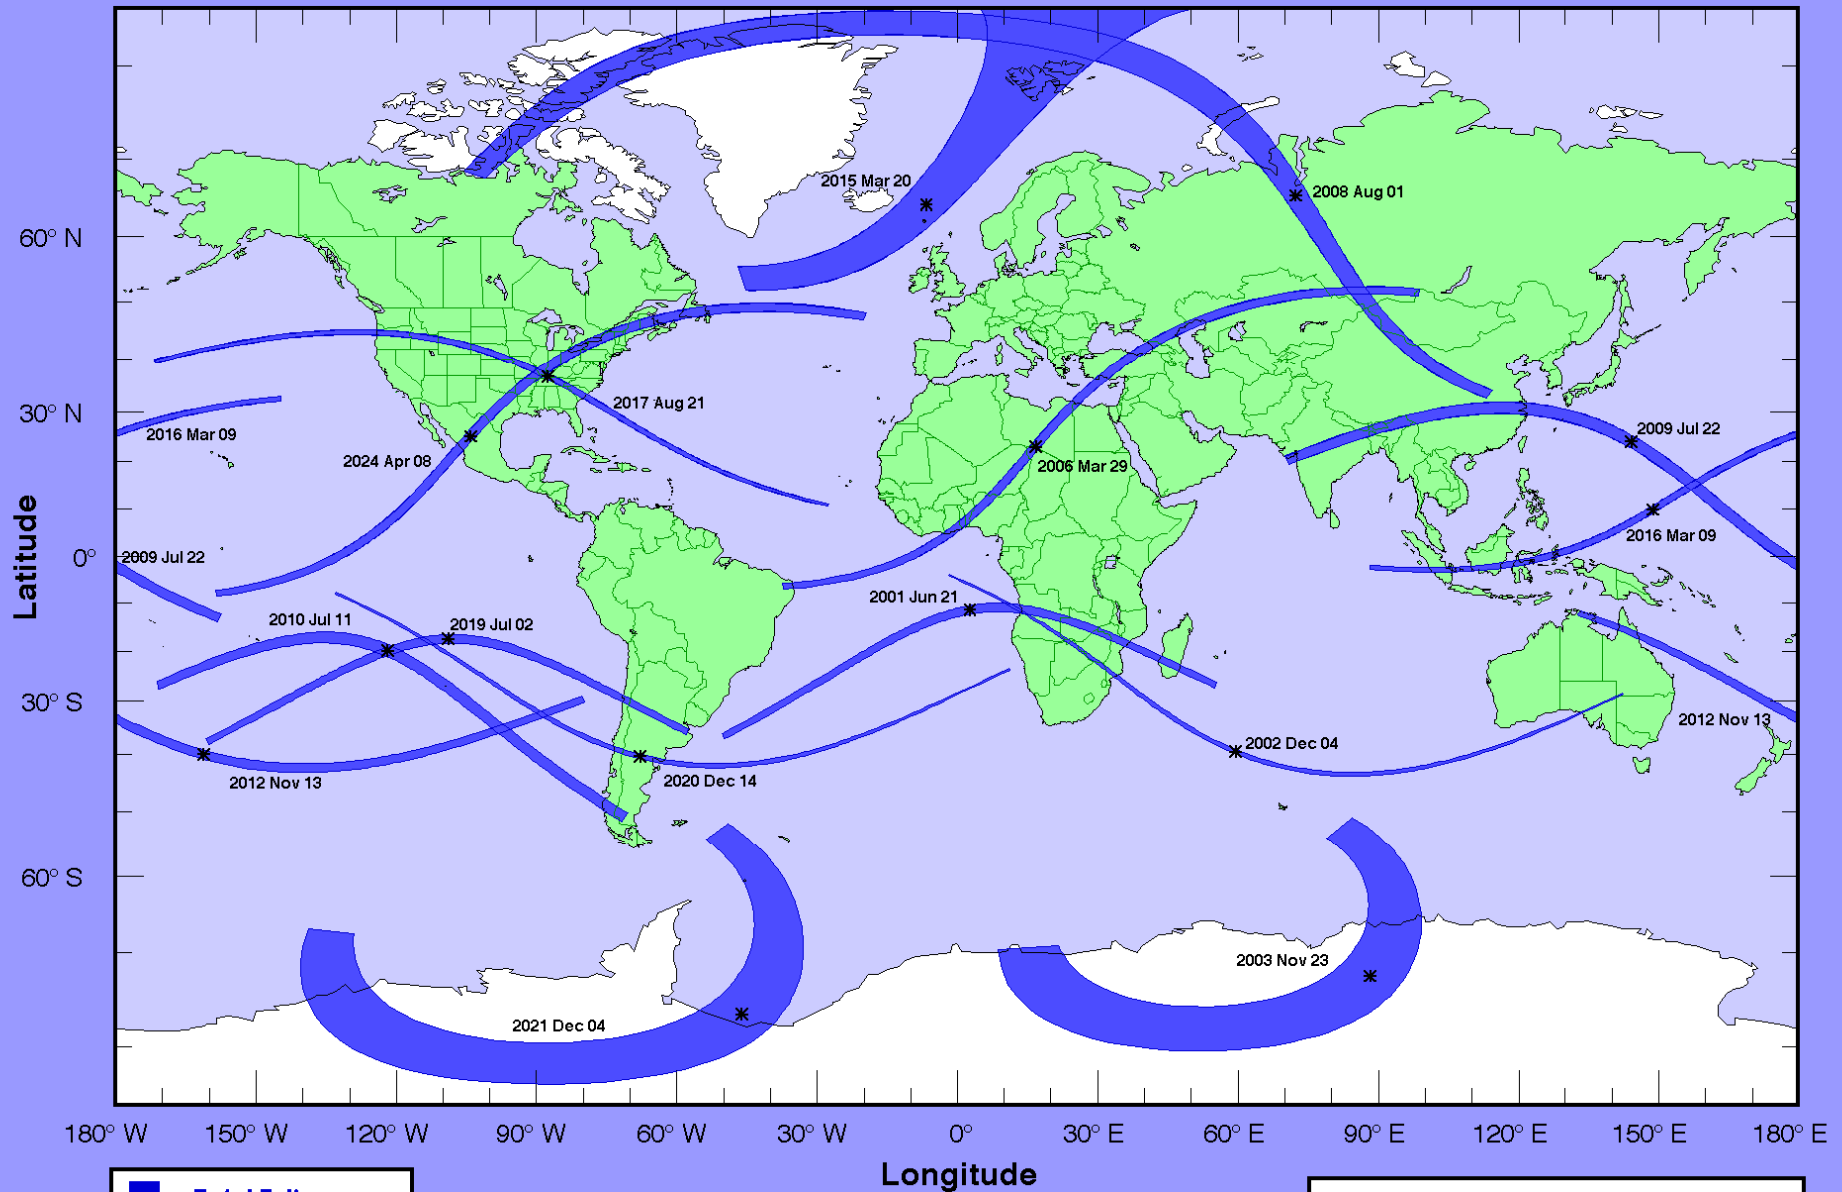 2015 Mar 20
2008 Aug 01
60° N
2017 Aug 21
30° N
2016 Mar 09
2009 Jul 22
2024 Apr 08
2006 Mar 29
2016 Mar 09
Latitude
0°
2009 Jul 22
2001 Jun 21
2010 Jul 11
2019 Jul 02
30° S
2012 Nov 13
2002 Dec 04
2012 Nov 13
2020 Dec 14
60° S
2003 Nov 23
2021 Dec 04
180° W 150° W 120° W 90° W 60° W 30° W 0° 30° E 60° E 90° E 120° E 150° E 180° E
Longitude